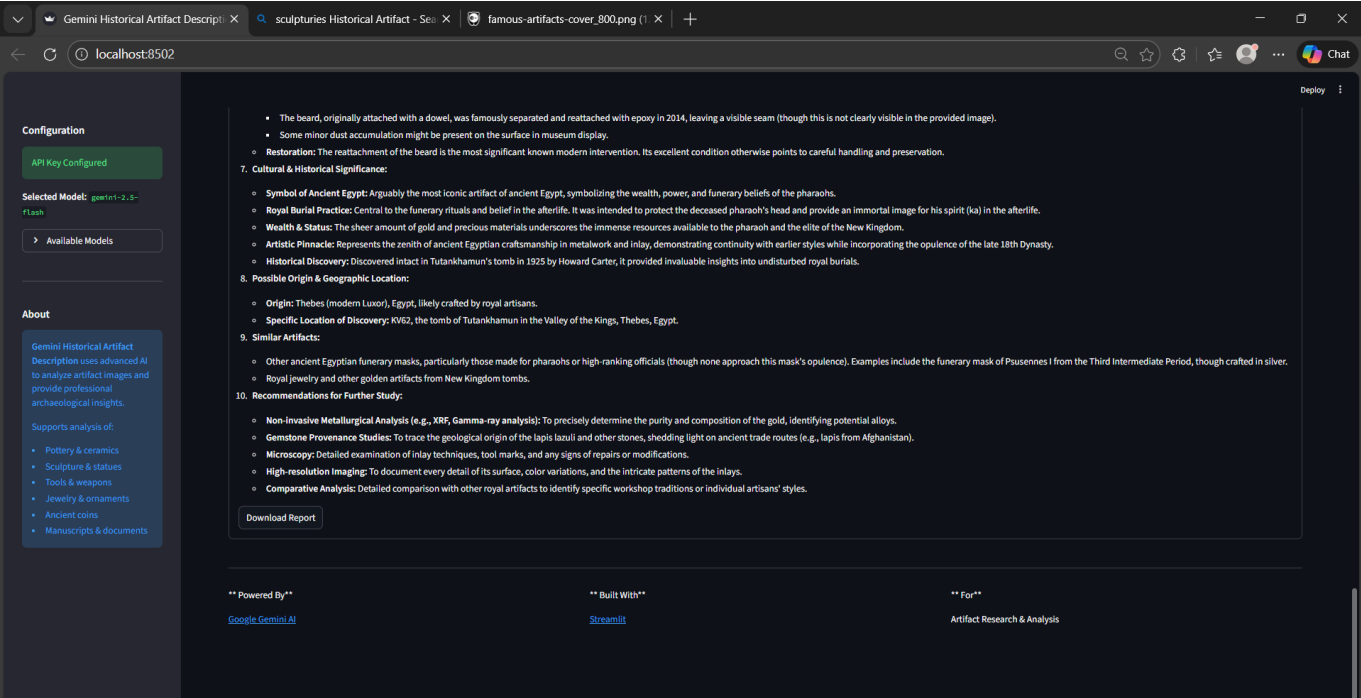 Gemini Historical Artifact Descripti
sculpturies Historical Artifact - Sea
famous-artifacts-cover_800.png (1
localhost:8502
Chat
Deploy
Configuration
API Key Configured
Selected Model: gemini-2.5-
flash
Available Models
About
Gemini Historical Artifact
Description uses advanced AI
to analyze artifact images and
provide professional
archaeological insights.
Supports analysis of:
• Pottery & ceramics
• Sculpture & statues
• Tools & weapons
• Jewelry & ornaments
• Ancient coins
• Manuscripts & documents
▪ The beard, originally attached with a dowel, was famously separated and reattached with epoxy in 2014, leaving a visible seam (though this is not clearly visible in the provided image).
▪ Some minor dust accumulation might be present on the surface in museum display.
◦ Restoration: The reattachment of the beard is the most significant known modern intervention. Its excellent condition otherwise points to careful handling and preservation.
7. Cultural & Historical Significance:
◦ Symbol of Ancient Egypt: Arguably the most iconic artifact of ancient Egypt, symbolizing the wealth, power, and funerary beliefs of the pharaohs.
◦ Royal Burial Practice: Central to the funerary rituals and belief in the afterlife. It was intended to protect the deceased pharaoh's head and provide an immortal image for his spirit (ka) in the afterlife.
◦ Wealth & Status: The sheer amount of gold and precious materials underscores the immense resources available to the pharaoh and the elite of the New Kingdom.
◦ Artistic Pinnacle: Represents the zenith of ancient Egyptian craftsmanship in metalwork and inlay, demonstrating continuity with earlier styles while incorporating the opulence of the late 18th Dynasty.
◦ Historical Discovery: Discovered intact in Tutankhamun's tomb in 1925 by Howard Carter, it provided invaluable insights into undisturbed royal burials.
8. Possible Origin & Geographic Location:
◦ Origin: Thebes (modern Luxor), Egypt, likely crafted by royal artisans.
◦ Specific Location of Discovery: KV62, the tomb of Tutankhamun in the Valley of the Kings, Thebes, Egypt.
9. Similar Artifacts:
◦ Other ancient Egyptian funerary masks, particularly those made for pharaohs or high-ranking officials (though none approach this mask's opulence). Examples include the funerary mask of Psusennes I from the Third Intermediate Period, though crafted in silver.
◦ Royal jewelry and other golden artifacts from New Kingdom tombs.
10. Recommendations for Further Study:
◦ Non-invasive Metallurgical Analysis (e.g., XRF, Gamma-ray analysis): To precisely determine the purity and composition of the gold, identifying potential alloys.
◦ Gemstone Provenance Studies: To trace the geological origin of the lapis lazuli and other stones, shedding light on ancient trade routes (e.g., lapis from Afghanistan).
◦ Microscopy: Detailed examination of inlay techniques, tool marks, and any signs of repairs or modifications.
◦ High-resolution Imaging: To document every detail of its surface, color variations, and the intricate patterns of the inlays.
◦ Comparative Analysis: Detailed comparison with other royal artifacts to identify specific workshop traditions or individual artisans' styles.
Download Report
** Powered By**
** Built With**
** For**
Google Gemini AI
Streamlit
Artifact Research & Analysis